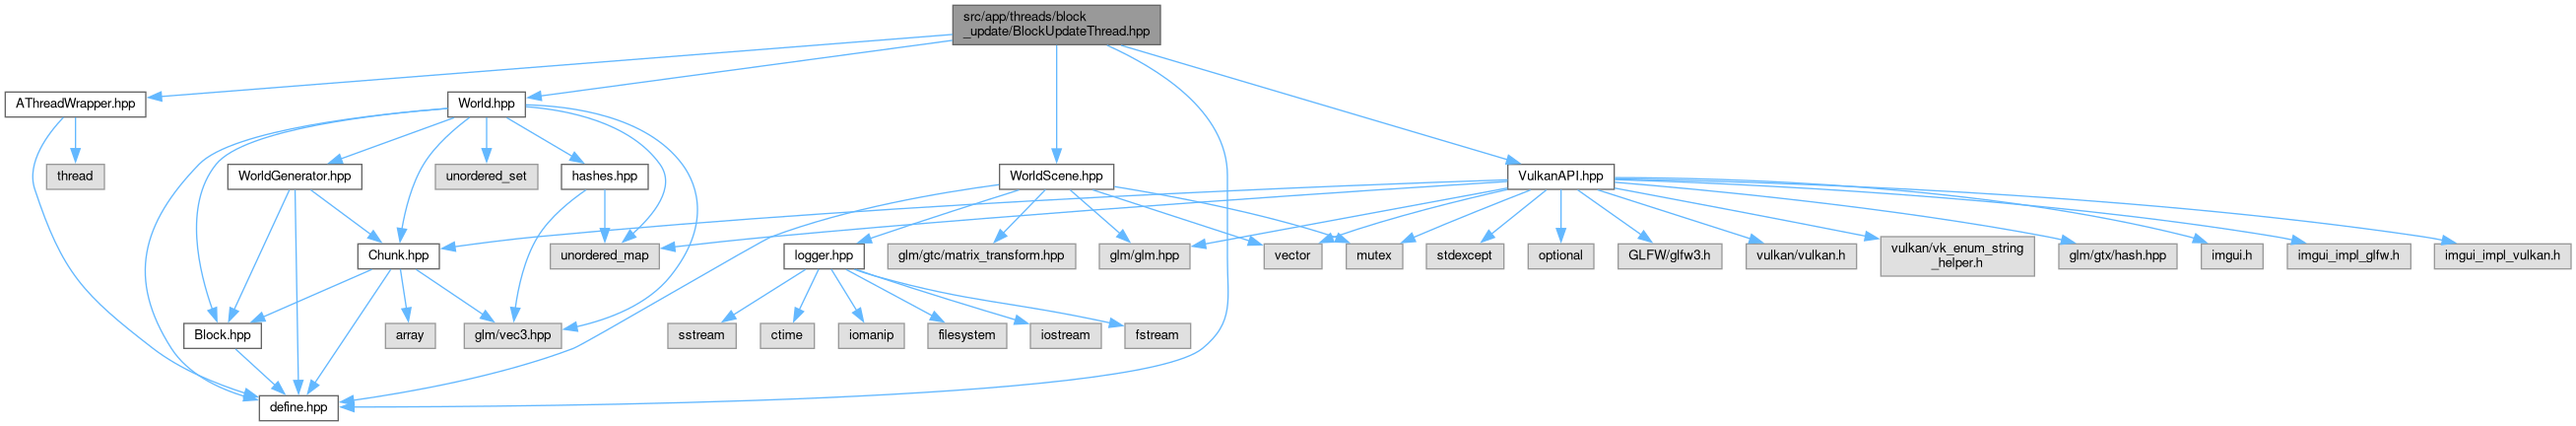 src/app/threads/block
_update/BlockUpdateThread.hpp
AThreadWrapper.hpp
World.hpp
thread
WorldGenerator.hpp
unordered_set
hashes.hpp
WorldScene.hpp
VulkanAPI.hpp
Chunk.hpp
unordered_map
logger.hpp
glm/gtc/matrix_transform.hpp
glm/glm.hpp
vector
mutex
stdexcept
optional
GLFW/glfw3.h
vulkan/vulkan.h
vulkan/vk_enum_string
_helper.h
glm/gtx/hash.hpp
imgui.h
imgui_impl_glfw.h
imgui_impl_vulkan.h
Block.hpp
array
glm/vec3.hpp
sstream
ctime
iomanip
filesystem
iostream
fstream
define.hpp